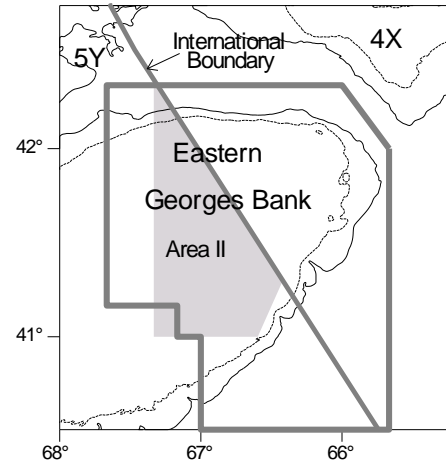 International
Boundary
4X
5Y
42°
Eastern
Georges Bank
Area II
41°
68°
67°
66°